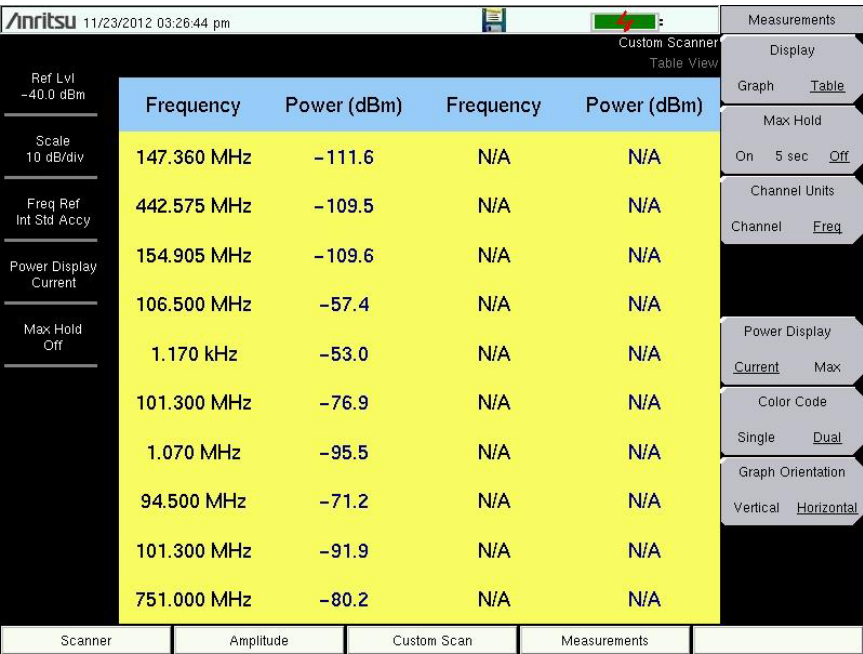 Anritsu 11/23/2012 03:26:44 pm
Custom Scanner
Table View
Ref Lvl
-40.0 dBm
Scale
10 dB/div
Freq Ref
Int Std Accy
Power Display
Current
Max Hold
Off
Frequency Power (dBm) Frequency Power (dBm)
147.360 MHz -111.6 N/A N/A
442.575 MHz -109.5 N/A N/A
154.905 MHz -109.6 N/A N/A
106.500 MHz -57.4 N/A N/A
1.170 kHz -53.0 N/A N/A
101.300 MHz -76.9 N/A N/A
1.070 MHz -95.5 N/A N/A
94.500 MHz -71.2 N/A N/A
101.300 MHz -91.9 N/A N/A
751.000 MHz -80.2 N/A N/A
Measurements
Display
Graph Table
Max Hold
On 5 sec Off
Channel Units
Channel Freq
Power Display
Current Max
Color Code
Single Dual
Graph Orientation
Vertical Horizontal
Scanner Amplitude Custom Scan Measurements